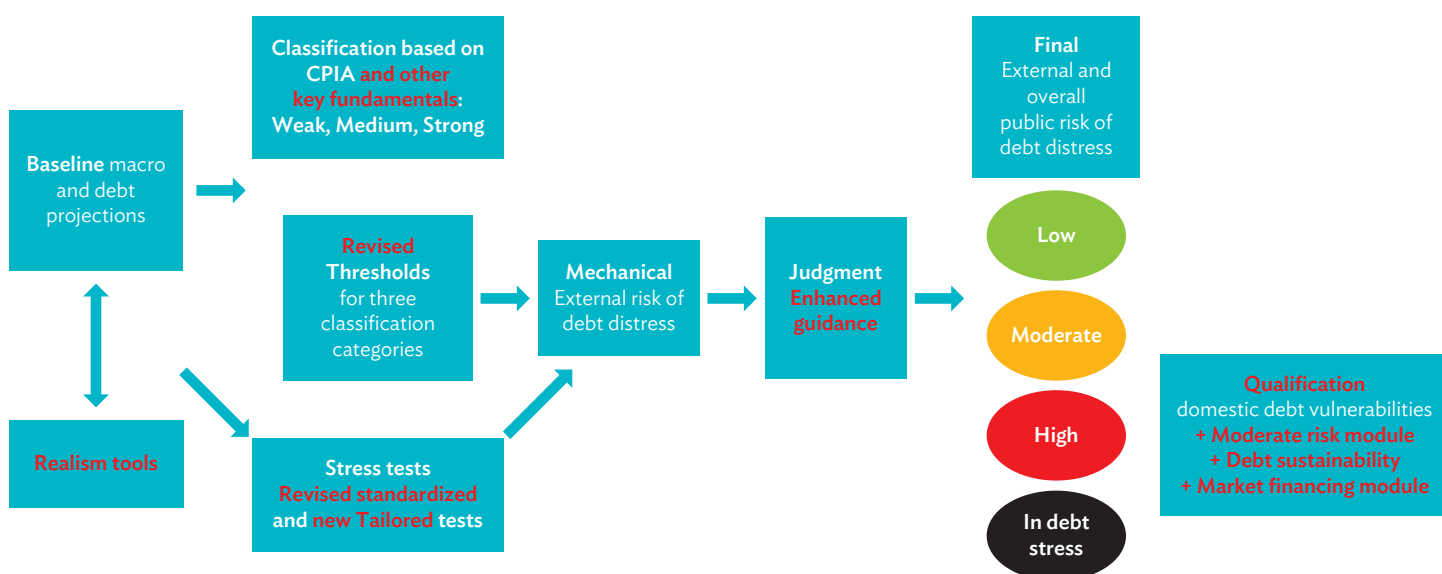 Baseline macro
and debt
projections
Realism tools
Classification based on
CPIA and other
key fundamentals:
Weak, Medium, Strong
Revised
Thresholds
for three
classification
categories
Stress tests
Revised standardized
and new Tailored tests
Mechanical
External risk of
debt distress
Judgment
Enhanced
guidance
Final
External and
overall
public risk of
debt distress
Low
Moderate
High
In debt
stress
Qualification
domestic debt vulnerabilities
+ Moderate risk module
+ Debt sustainability
+ Market financing module